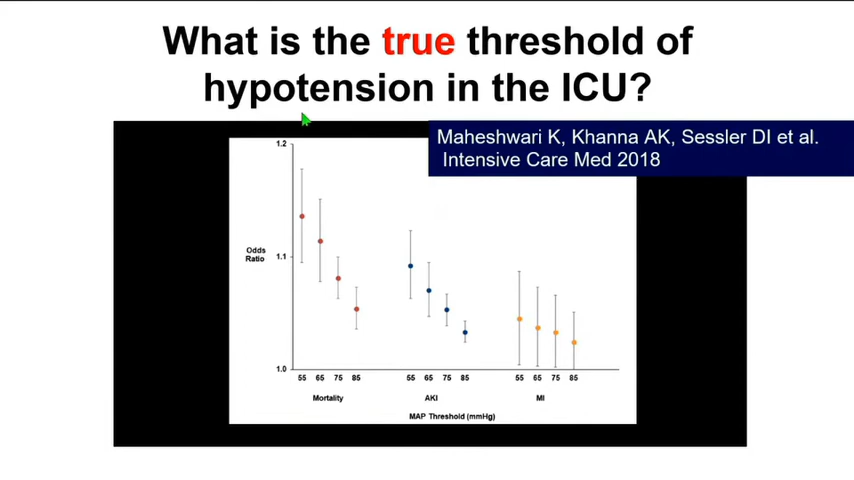 What is the true threshold of
hypotension in the ICU?
Maheshwari K, Khanna AK, Sessler DI et al.
Intensive Care Med 2018
1.2
1.1
1.0
Odds
Ratio
55 65 75 85
55 65 75 85
55 65 75 85
Mortality
AKI
MI
MAP Threshold (mmHg)